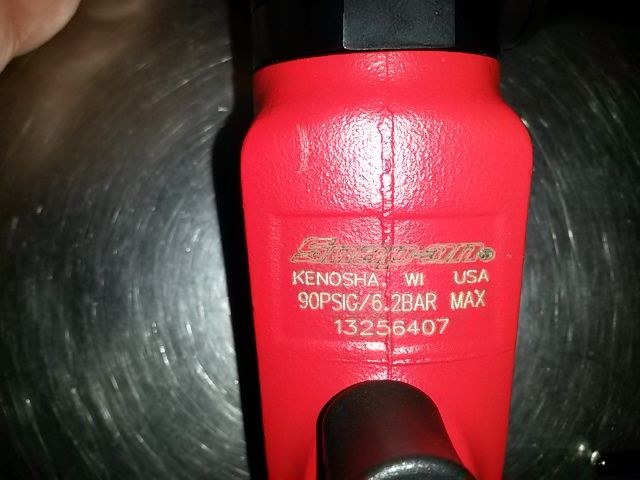 Snap-on®
KENOSHA, WI USA
90PSIG/6.2BAR MAX
13256407